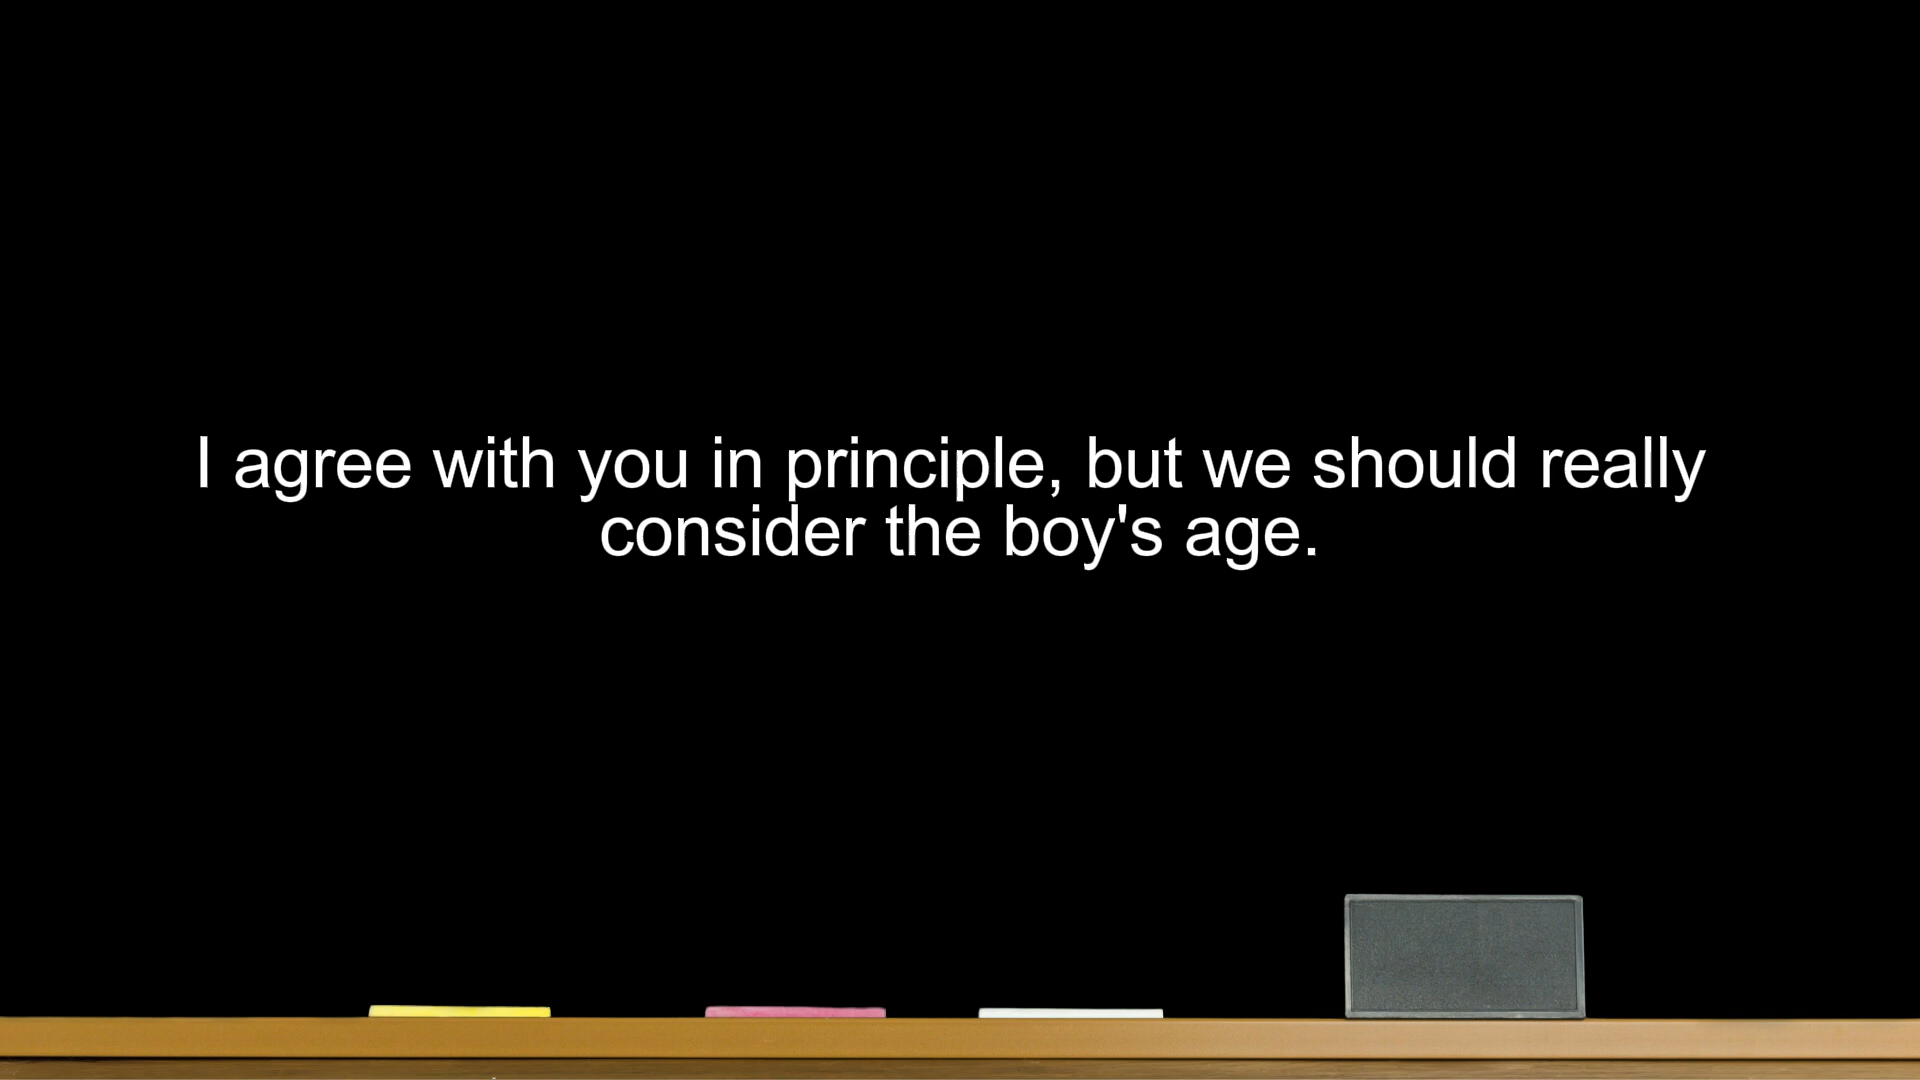 I agree with you in principle, but we should really
consider the boy's age.